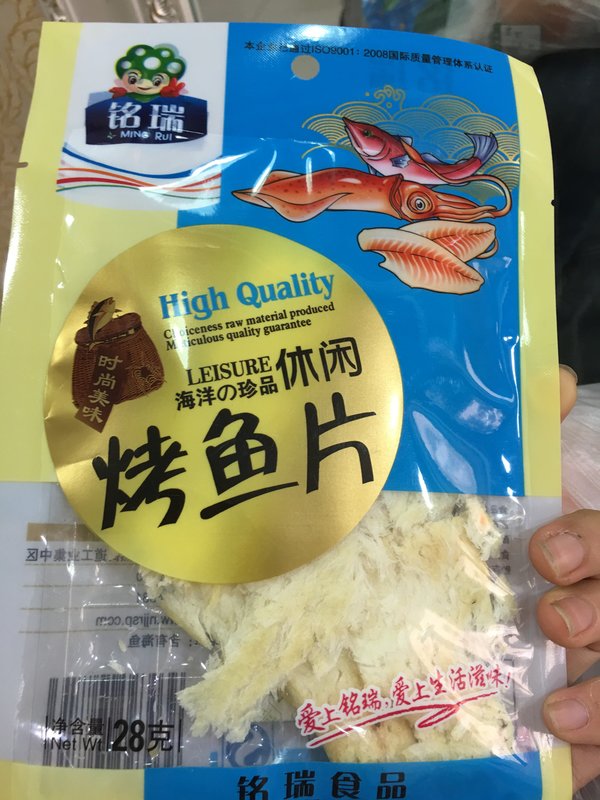 本企业已通过ISO9001：2008国际质量管理体系认证
铭瑞
MING RUI
High Quality
Choiceness raw material produced
Meticulous quality guarantee
LEISURE
海洋の珍品
休闲
时尚美味
烤鱼片
爱上铭瑞，爱上生活滋味！
净含量
Net Wt
28克
铭瑞食品